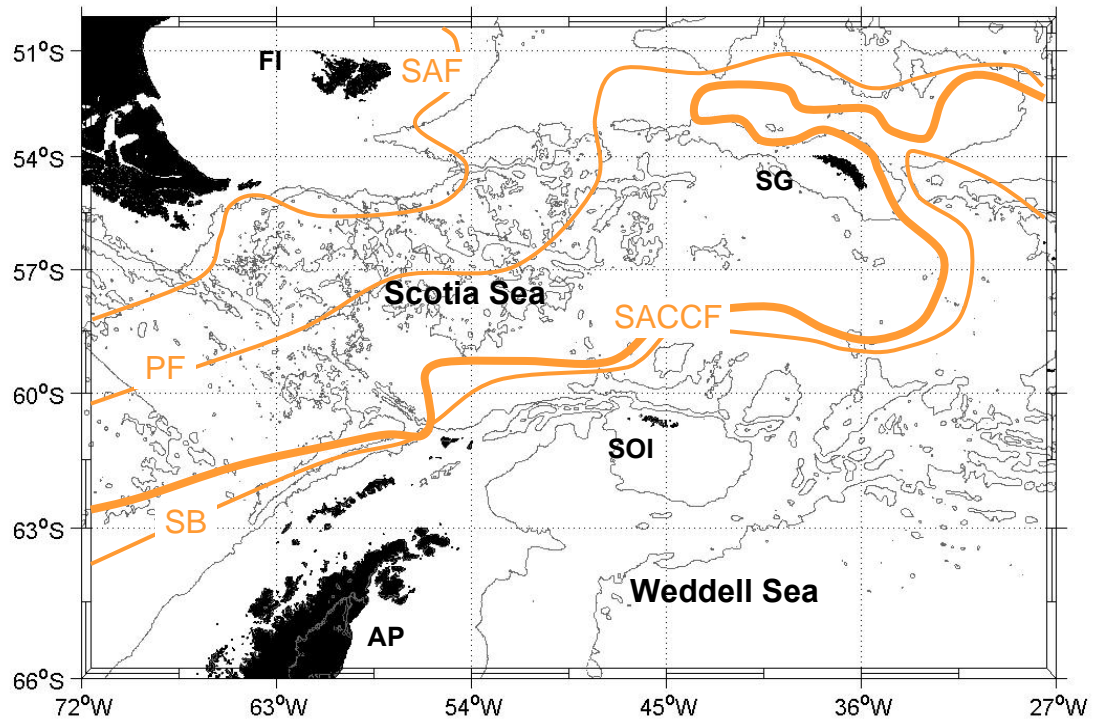 51°S
FI
SAF
54°S
SG
57°S
Scotia Sea
SACCF
PF
60°S
SOI
SB
63°S
Weddell Sea
AP
66°S
72°W 63°W 54°W 45°W 36°W 27°W